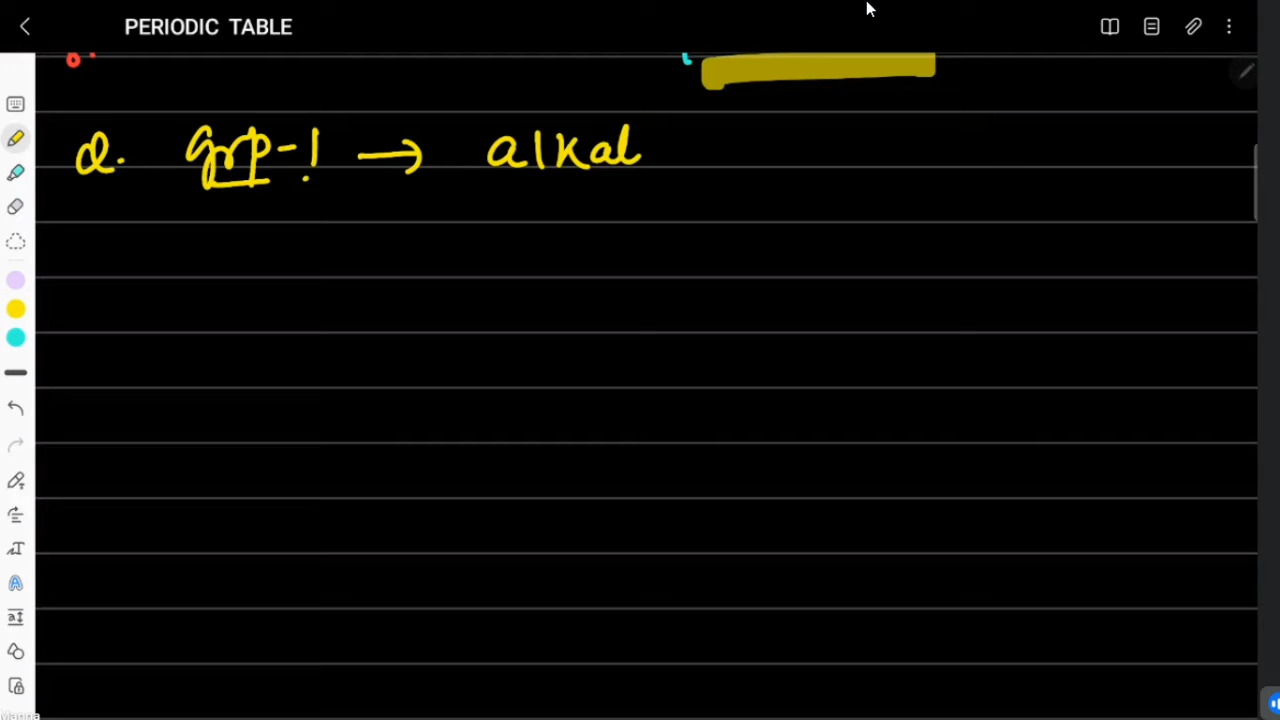 PERIODIC TABLE
d. grp-1 → alkal